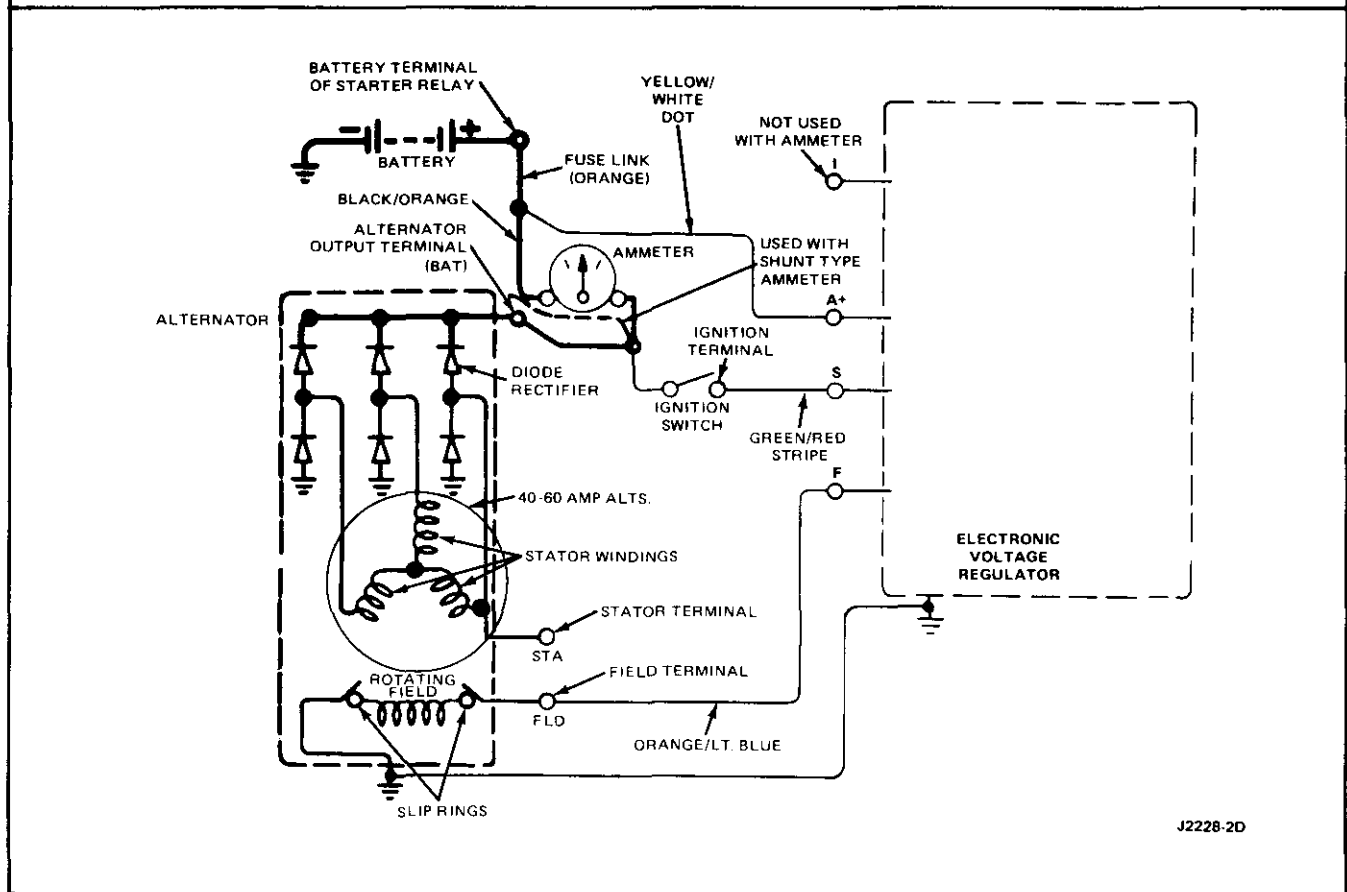 BATTERY TERMINAL
OF STARTER RELAY
YELLOW/
WHITE
DOT
NOT USED
WITH AMMETER
I
− +
BATTERY
FUSE LINK
(ORANGE)
BLACK/ORANGE
ALTERNATOR
OUTPUT TERMINAL
(BAT)
AMMETER
USED WITH
SHUNT TYPE
AMMETER
A+
ALTERNATOR
IGNITION
TERMINAL
DIODE
RECTIFIER
S
IGNITION
SWITCH
GREEN/RED
STRIPE
F
40-60 AMP ALTS.
STATOR WINDINGS
ELECTRONIC
VOLTAGE
REGULATOR
STATOR TERMINAL
STA
ROTATING
FIELD
FIELD TERMINAL
FLD
ORANGE/LT. BLUE
SLIP RINGS
J2228-2D